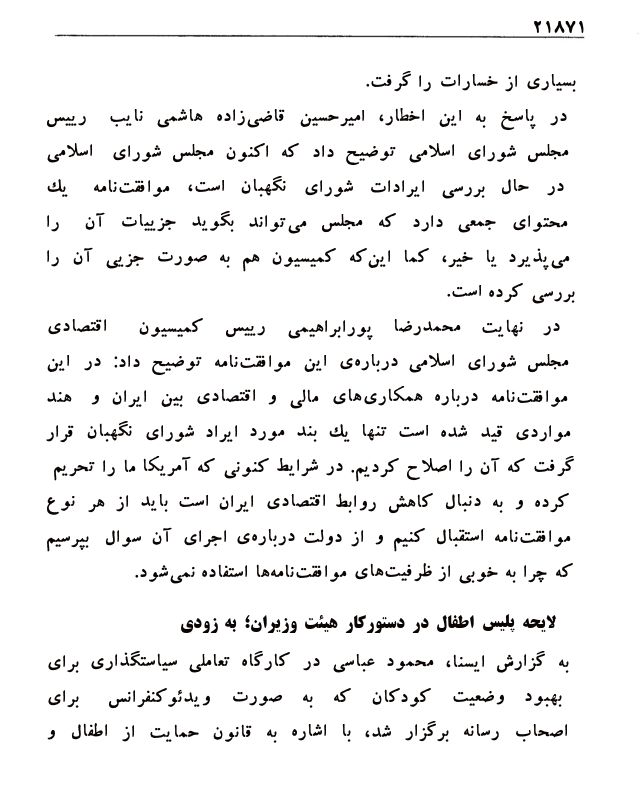 ۲۱۸۷۱
بسیاری از خسارات را گرفت.
در پاسخ به این اخطار، امیرحسین قاضی‌زاده هاشمی نایب رییس
مجلس شورای اسلامی توضیح داد که اکنون مجلس شورای اسلامی
در حال بررسی ایرادات شورای نگهبان است، موافقت‌نامه یك
محتوای جمعی دارد که مجلس می‌تواند بگوید جزییات آن را
می‌پذیرد یا خیر، کما این‌که کمیسیون هم به صورت جزیی آن را
بررسی کرده است.
در نهایت محمدرضا پورابراهیمی رییس کمیسیون اقتصادی
مجلس شورای اسلامی درباره‌ی این موافقت‌نامه توضیح داد: در این
موافقت‌نامه درباره همکاری‌های مالی و اقتصادی بین ایران و هند
مواردی قید شده است تنها یك بند مورد ایراد شورای نگهبان قرار
گرفت که آن را اصلاح کردیم. در شرایط کنونی که آمریکا ما را تحریم
کرده و به دنبال کاهش روابط اقتصادی ایران است باید از هر نوع
موافقت‌نامه استقبال کنیم و از دولت درباره‌ی اجرای آن سوال بپرسیم
که چرا به خوبی از ظرفیت‌های موافقت‌نامه‌ها استفاده نمی‌شود.
لایحه پلیس اطفال در دستورکار هیئت وزیران؛ به زودی
به گزارش ایسنا، محمود عباسی در کارگاه تعاملی سیاستگذاری برای
بهبود وضعیت کودکان که به صورت ویدئوکنفرانس برای
اصحاب رسانه برگزار شد، با اشاره به قانون حمایت از اطفال و